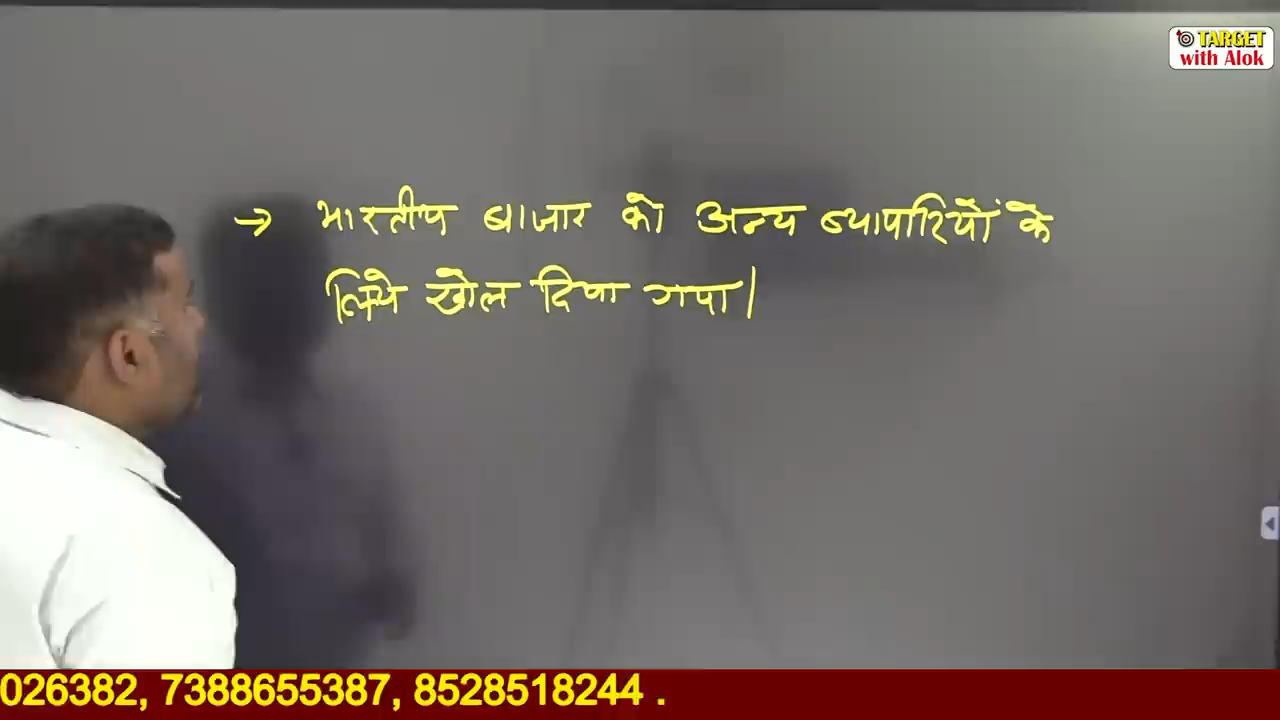 TARGET
with Alok
→ भारतीय बाजार को अन्य व्यापारियों के
लिये खोल दिया गया|
026382, 7388655387, 8528518244 .